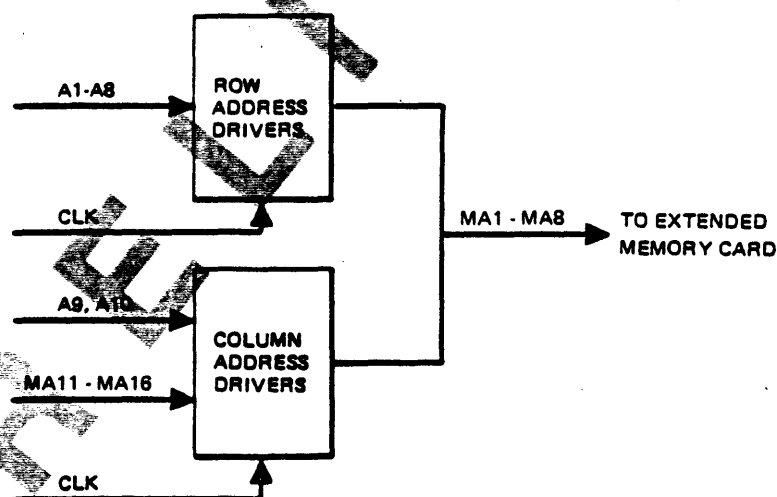 A1-A8
ROW
ADDRESS
DRIVERS
CLK
MA1 - MA8
TO EXTENDED
MEMORY CARD
A9, A10
MA11 - MA16
COLUMN
ADDRESS
DRIVERS
CLK